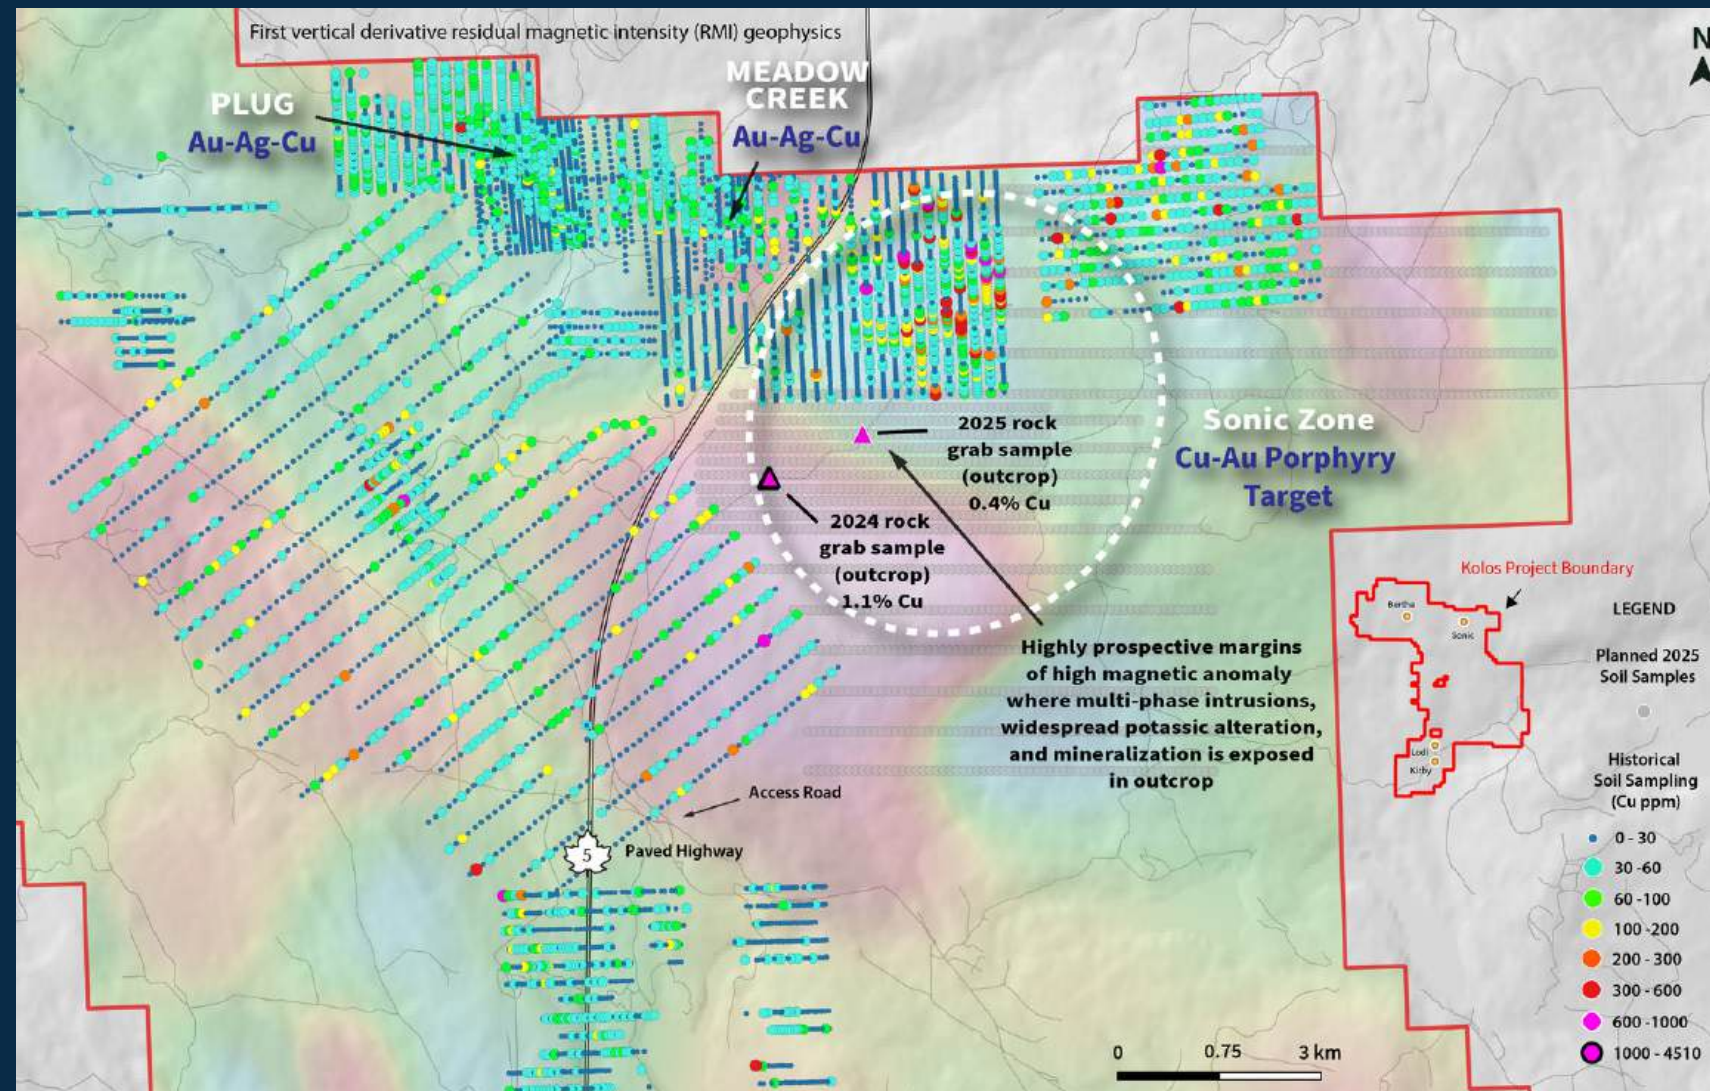 First vertical derivative residual magnetic intensity (RMI) geophysics
N
PLUG
Au-Ag-Cu
MEADOW
CREEK
Au-Ag-Cu
2025 rock
grab sample
(outcrop)
0.4% Cu
Sonic Zone
Cu-Au Porphyry
Target
2024 rock
grab sample
(outcrop)
1.1% Cu
Highly prospective margins
of high magnetic anomaly
where multi-phase intrusions,
widespread potassic alteration,
and mineralization is exposed
in outcrop
Access Road
5
Paved Highway
Kolos Project Boundary
Bertha
Sonic
Lodi
Kirby
LEGEND
Planned 2025
Soil Samples
Historical
Soil Sampling
(Cu ppm)
0 - 30
30 -60
60 -100
100 -200
200 - 300
300 -600
600 -1000
1000 - 4510
0 0.75 3 km